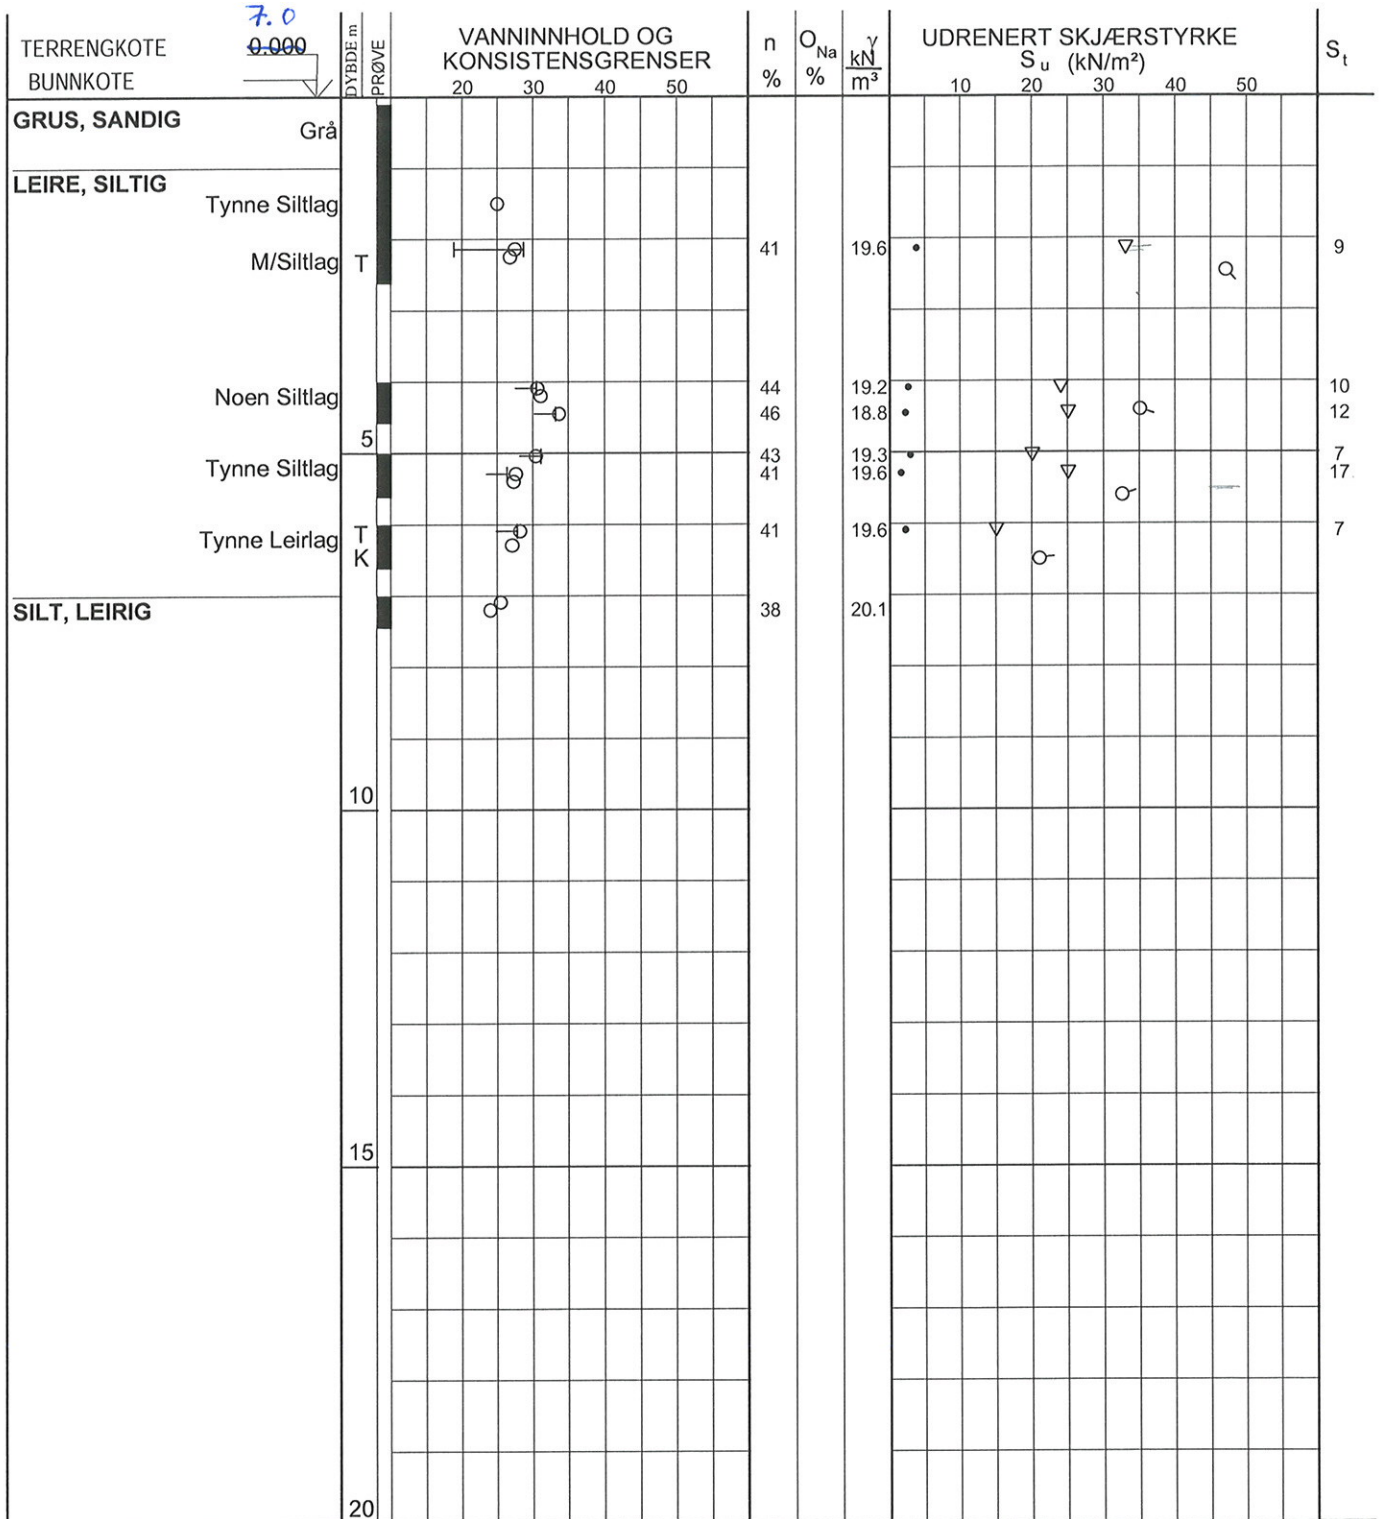 7.0
TERRENGKOTE 0.000
BUNNKOTE
DYBDE m
PRØVE
VANNINNHOLD OG
KONSISTENSGRENSER
20 30 40 50
n
%
O Na
%
γ
kN
m³
UDRENERT SKJÆRSTYRKE
S u (kN/m²)
10 20 30 40 50
S t
GRUS, SANDIG
Grå
LEIRE, SILTIG
Tynne Siltlag
M/Siltlag T 41 19.6 9
Noen Siltlag 44 19.2 10
46 18.8 12
5
43 19.3 7
Tynne Siltlag 41 19.6 17
Tynne Leirlag T 41 19.6 7
K
SILT, LEIRIG 38 20.1
10
15
20